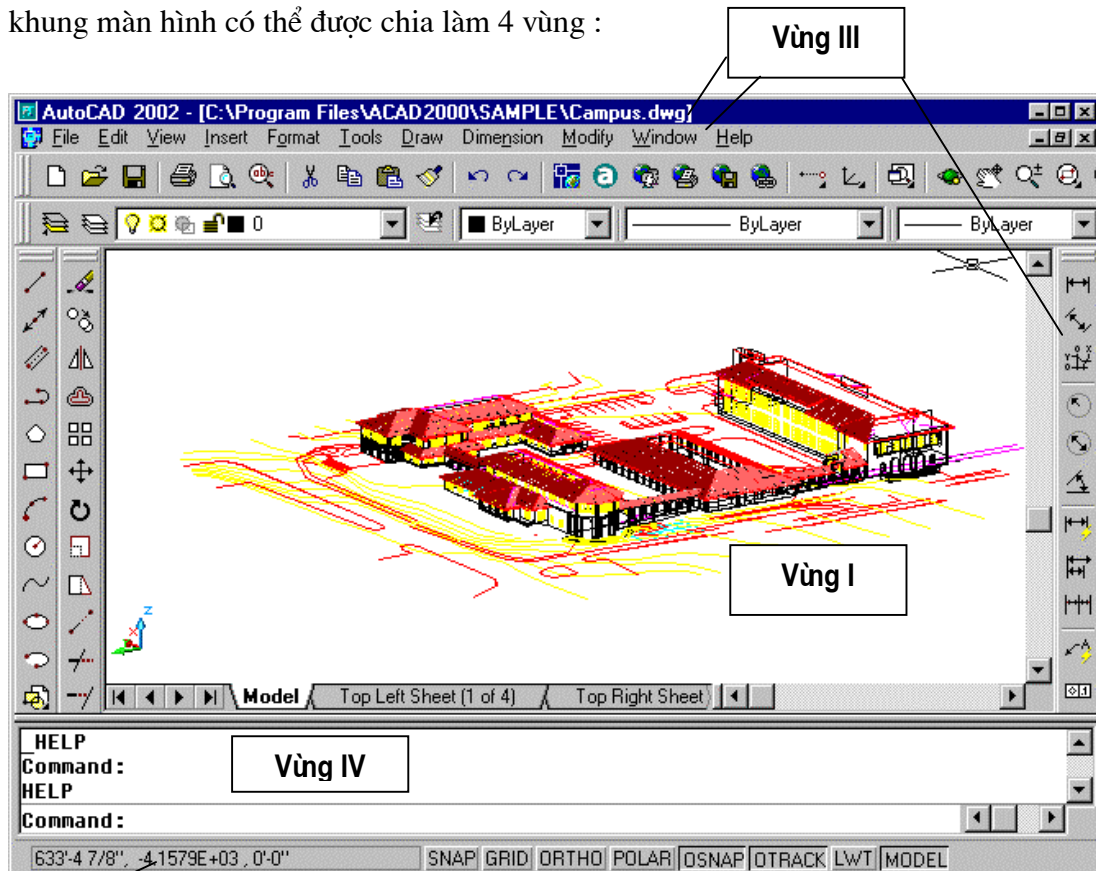 khung màn hình có thể được chia làm 4 vùng :
Vùng III
AutoCAD 2002 - [C:\Program Files\ACAD2000\SAMPLE\Campus.dwg]
File Edit View Insert Format Tools Draw Dimension Modify Window Help
0 ByLayer ByLayer ByLayer
Vùng I
Z
X
Model Top Left Sheet (1 of 4) Top Right Sheet
_HELP
Command:
Vùng IV
HELP
Command:
633'-4 7/8", -4.1579E+03 , 0'-0" SNAP GRID ORTHO POLAR OSNAP OTRACK LWT MODEL